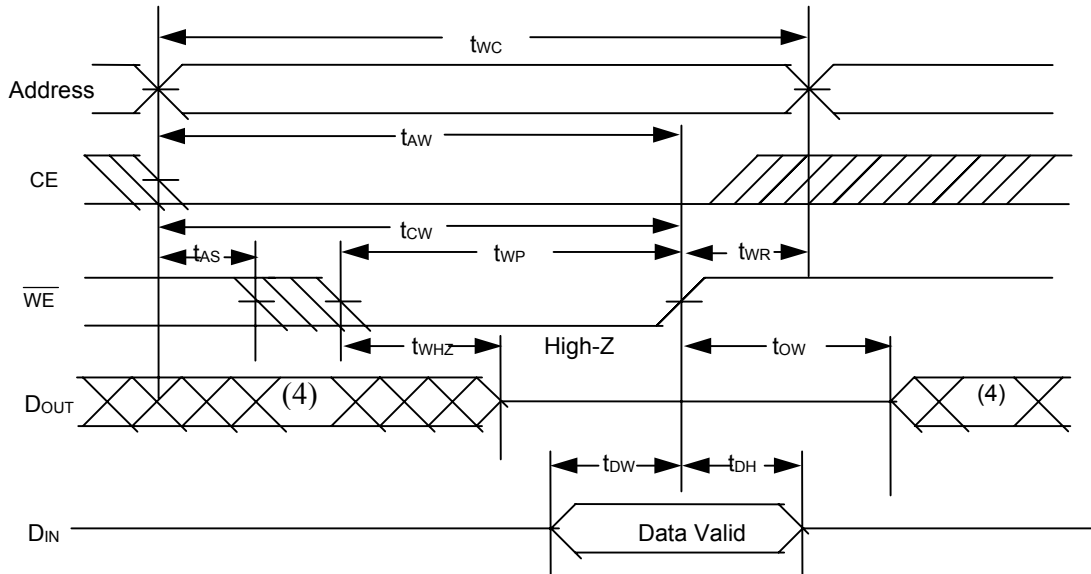 tWC
Address
tAW
CE
tCW
tAS
tWP
tWR
WE
tWHZ
High-Z
tOW
DOUT
(4)
(4)
tDW
tDH
DIN
Data Valid